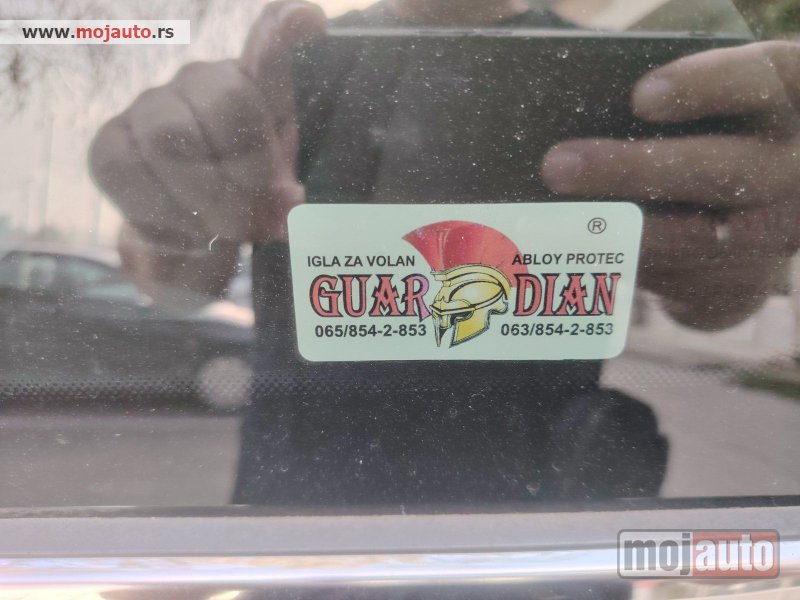 www.mojauto.rs
®
IGLA ZA VOLAN ABLOY PROTEC
GUARDIAN
065/854-2-853 063/854-2-853
mojauto